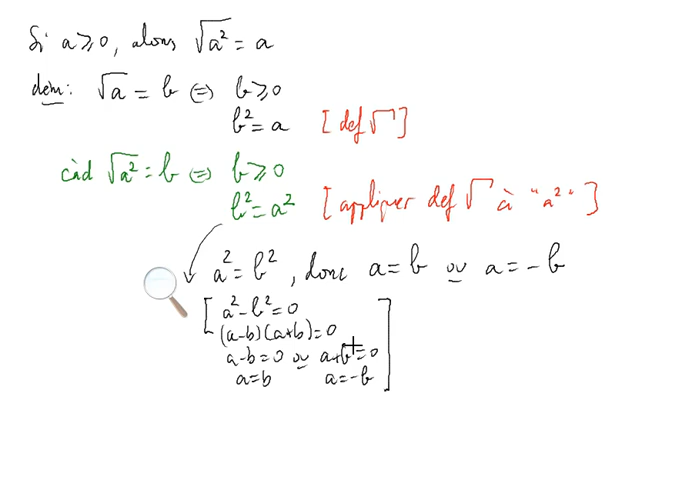 Si a ⩾ 0, alors √a² = a
dém: √a = b ⇔ b ⩾ 0
b² = a [def √ ]
càd √a² = b ⇔ b ⩾ 0
b² = a² [appliquer def √ à "a²"]
a² = b², donc a = b ou a = -b
[ a² - b² = 0
(a-b)(a+b) = 0
a-b = 0 ou a+b = 0
a = b a = -b ]